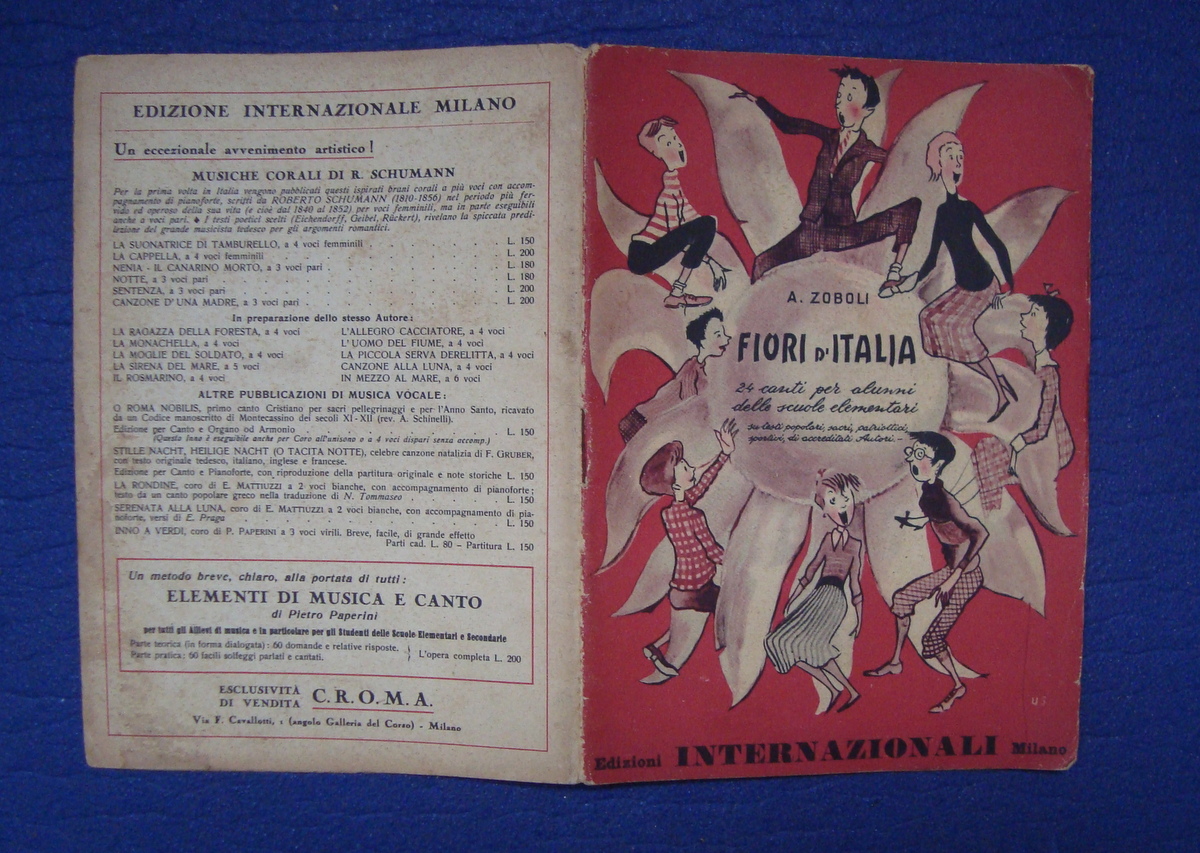 EDIZIONE INTERNAZIONALE MILANO
Un eccezionale avvenimento artistico!
MUSICHE CORALI DI R. SCHUMANN
Per la prima volta in Italia vengono pubblicati questi ispirati brani corali a più voci con accom-
pagnamento di pianoforte, scritti da ROBERTO SCHUMANN (1810-1856) nel periodo più fer-
vido ed operoso della sua vita (e cioè dal 1840 al 1852) per voci femminili, ma in parte eseguibili
anche a voci pari. ◆ I testi poetici scelti (Eichendorff, Geibel, Rückert), rivelano la spiccata predi-
lezione del grande musicista tedesco per gli argomenti romantici.
LA SUONATRICE DI TAMBURELLO, a 4 voci femminili . . . . . . . L. 150
LA CAPPELLA, a 4 voci femminili . . . . . . . L. 200
NENIA - IL CANARINO MORTO, a 3 voci pari . . . . . . . L. 180
NOTTE, a 3 voci pari . . . . . . . L. 180
SENTENZA, a 3 voci pari . . . . . . . L. 200
CANZONE D'UNA MADRE, a 3 voci pari . . . . . . . L. 200
In preparazione dello stesso Autore:
LA RAGAZZA DELLA FORESTA, a 4 voci
LA MONACHELLA, a 4 voci
LA MOGLIE DEL SOLDATO, a 4 voci
LA SIRENA DEL MARE, a 5 voci
IL ROSMARINO, a 4 voci
L'ALLEGRO CACCIATORE, a 4 voci
L'UOMO DEL FIUME, a 4 voci
LA PICCOLA SERVA DERELITTA, a 4 voci
CANZONE ALLA LUNA, a 4 voci
IN MEZZO AL MARE, a 6 voci
ALTRE PUBBLICAZIONI DI MUSICA VOCALE:
O ROMA NOBILIS, primo canto Cristiano per sacri pellegrinaggi e per l'Anno Santo, ricavato
da un Codice manoscritto di Montecassino dei secoli XI-XII (rev. A. Schinelli).
Edizione per Canto e Organo od Armonio . . . . . . . L. 150
(Questo Inno è eseguibile anche per Coro all'unisono o a 4 voci dispari senza accomp.)
STILLE NACHT, HEILIGE NACHT (O TACITA NOTTE), celebre canzone natalizia di F. GRUBER,
con testo originale tedesco, italiano, inglese e francese.
Edizione per Canto e Pianoforte, con riproduzione della partitura originale e note storiche L. 150
LA RONDINE, coro di E. MATTIUZZI a 2 voci bianche, con accompagnamento di pianoforte;
testo da un canto popolare greco nella traduzione di N. Tommaseo . . . . . . . L. 150
SERENATA ALLA LUNA, coro di E. MATTIUZZI a 2 voci bianche, con accompagnamento di pia-
noforte, versi di E. Praga . . . . . . . L. 150
INNO A VERDI, coro di P. PAPERINI a 3 voci virili. Breve, facile, di grande effetto
Parti cad. L. 80 - Partitura L. 150
Un metodo breve, chiaro, alla portata di tutti:
ELEMENTI DI MUSICA E CANTO
di Pietro Paperini
per tutti gli Allievi di musica e in particolare per gli Studenti delle Scuole Elementari e Secondarie
Parte teorica (in forma dialogata): 60 domande e relative risposte.
Parte pratica: 60 facili solfeggi parlati e cantati.
L'opera completa L. 200
ESCLUSIVITÀ
DI VENDITA
C.R.O.M.A.
Via F. Cavallotti, 1 (angolo Galleria del Corso) - Milano
A. ZOBOLI
FIORI D'ITALIA
24 canti per alunni
delle scuole elementari
su testi popolari, sacri, patriottici,
sportivi, di accreditati Autori.-
Edizioni INTERNAZIONALI Milano